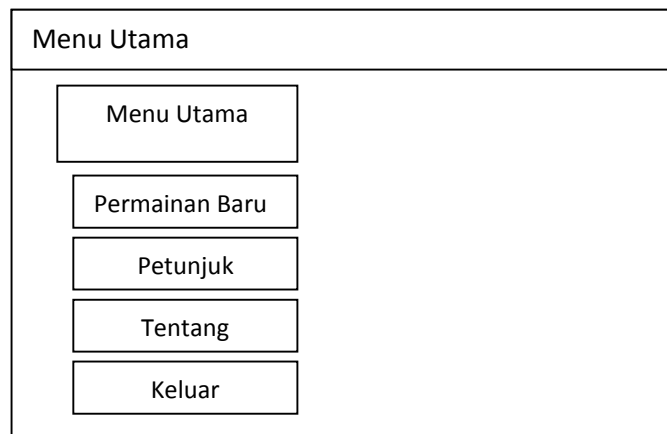 Menu Utama
Menu Utama
Permainan Baru
Petunjuk
Tentang
Keluar